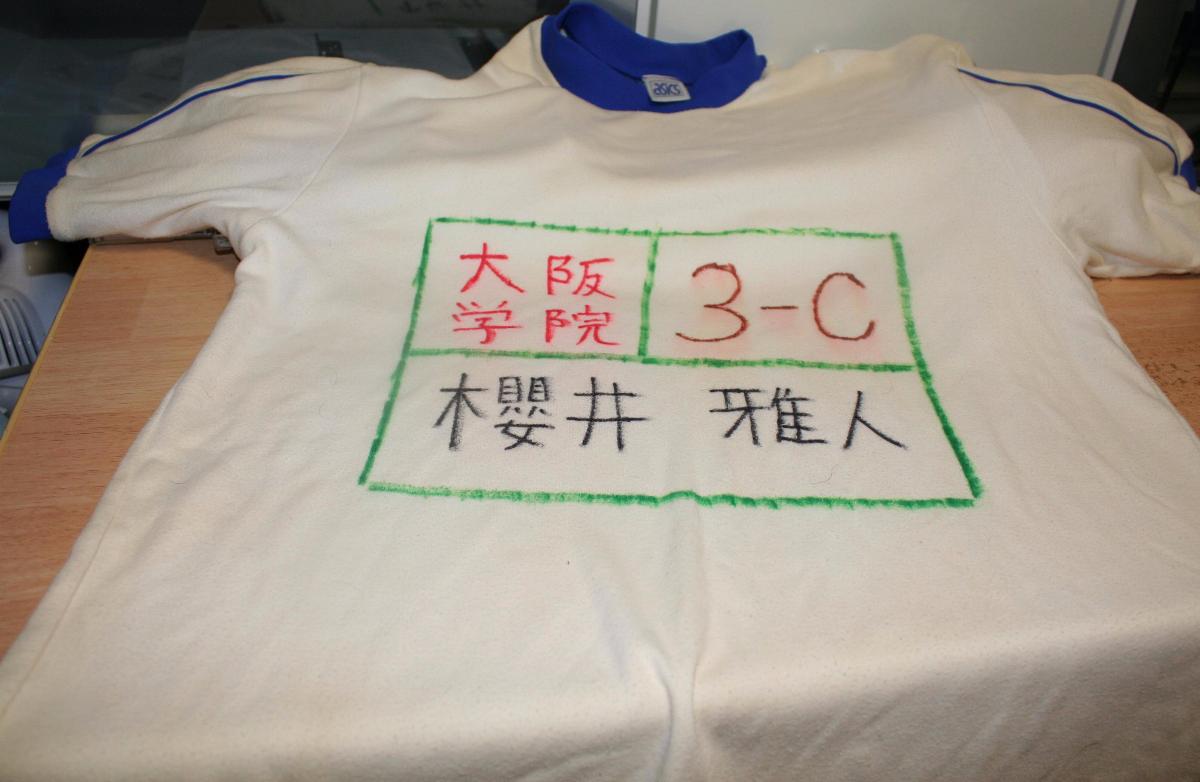 asics
大阪
学院
3-C
櫻井 雅人